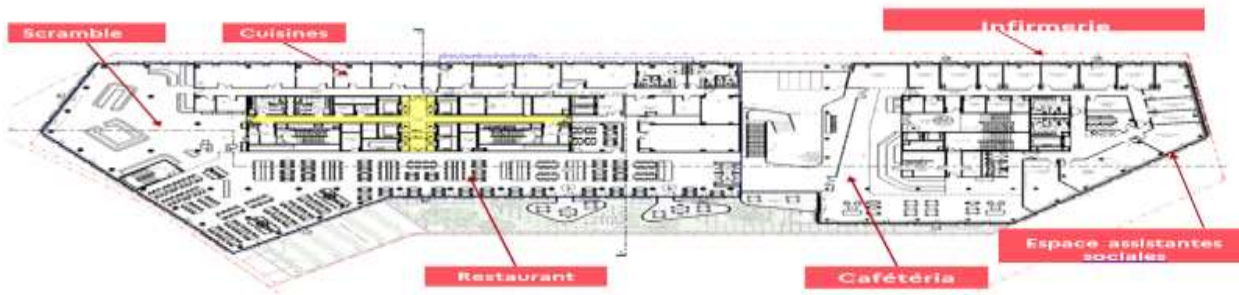 Infirmerie
Scramble
Cuisines
Espace assistantes
sociales
Restaurant
Cafétéria